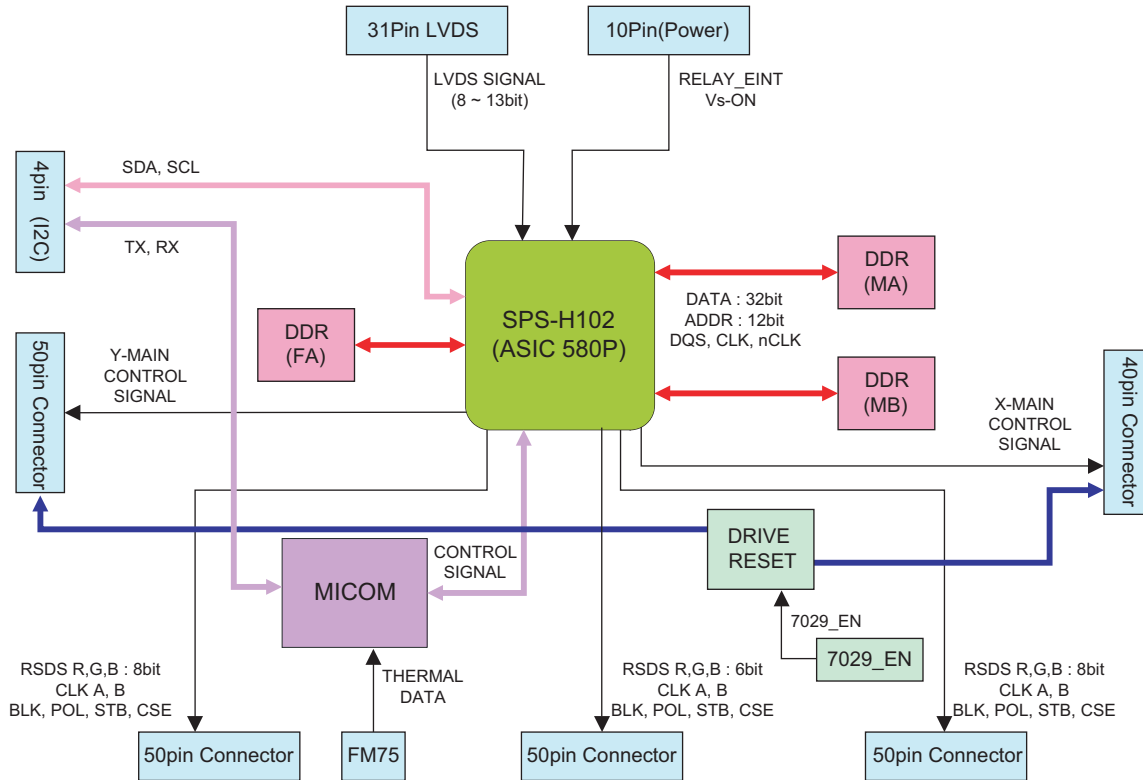 31Pin LVDS
10Pin(Power)
LVDS SIGNAL
(8 ~ 13bit)
RELAY_EINT
Vs-ON
4pin (I2C)
SDA, SCL
TX, RX
SPS-H102
(ASIC 580P)
DDR
(FA)
DDR
(MA)
DATA : 32bit
ADDR : 12bit
DQS, CLK, nCLK
DDR
(MB)
50pin Connector
Y-MAIN
CONTROL
SIGNAL
X-MAIN
CONTROL
SIGNAL
40pin Connector
MICOM
CONTROL
SIGNAL
DRIVE
RESET
7029_EN
7029_EN
THERMAL
DATA
FM75
RSDS R,G,B : 8bit
CLK A, B
BLK, POL, STB, CSE
50pin Connector
RSDS R,G,B : 6bit
CLK A, B
BLK, POL, STB, CSE
50pin Connector
RSDS R,G,B : 8bit
CLK A, B
BLK, POL, STB, CSE
50pin Connector